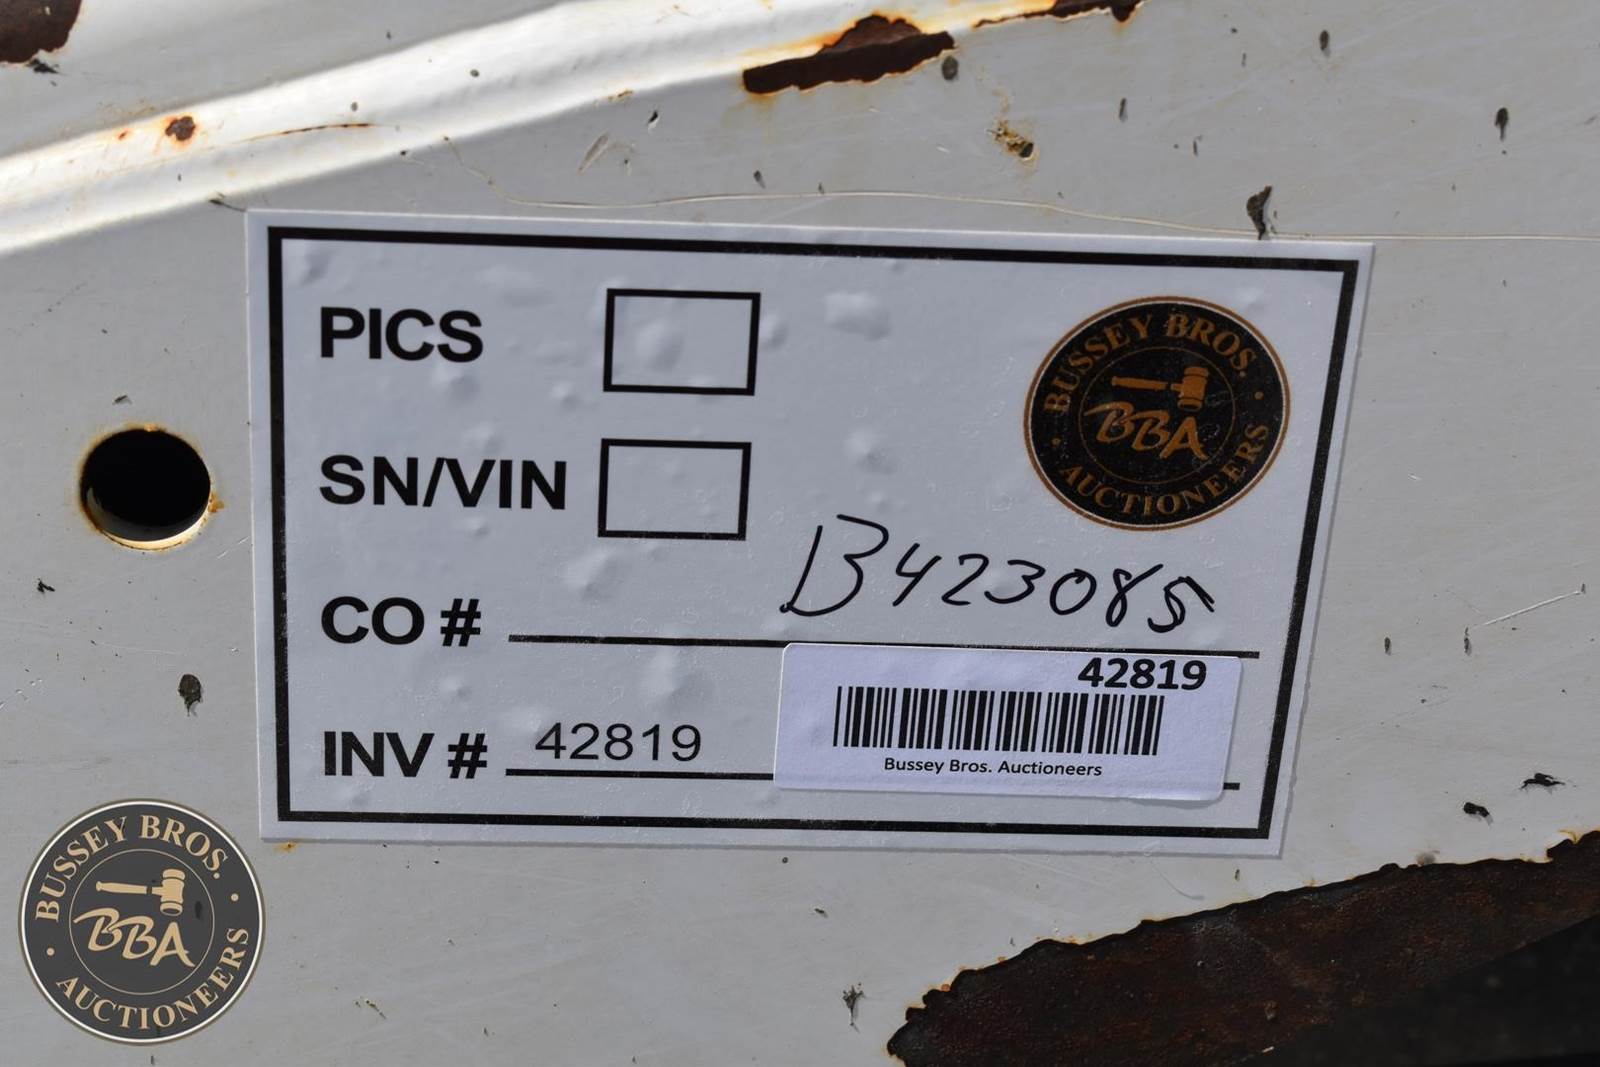 PICS
BUSSEY BROS.
BBA
AUCTIONEERS
SN/VIN
CO # B423085
42819
INV # 42819
Bussey Bros. Auctioneers
BUSSEY BROS.
BBA
AUCTIONEERS